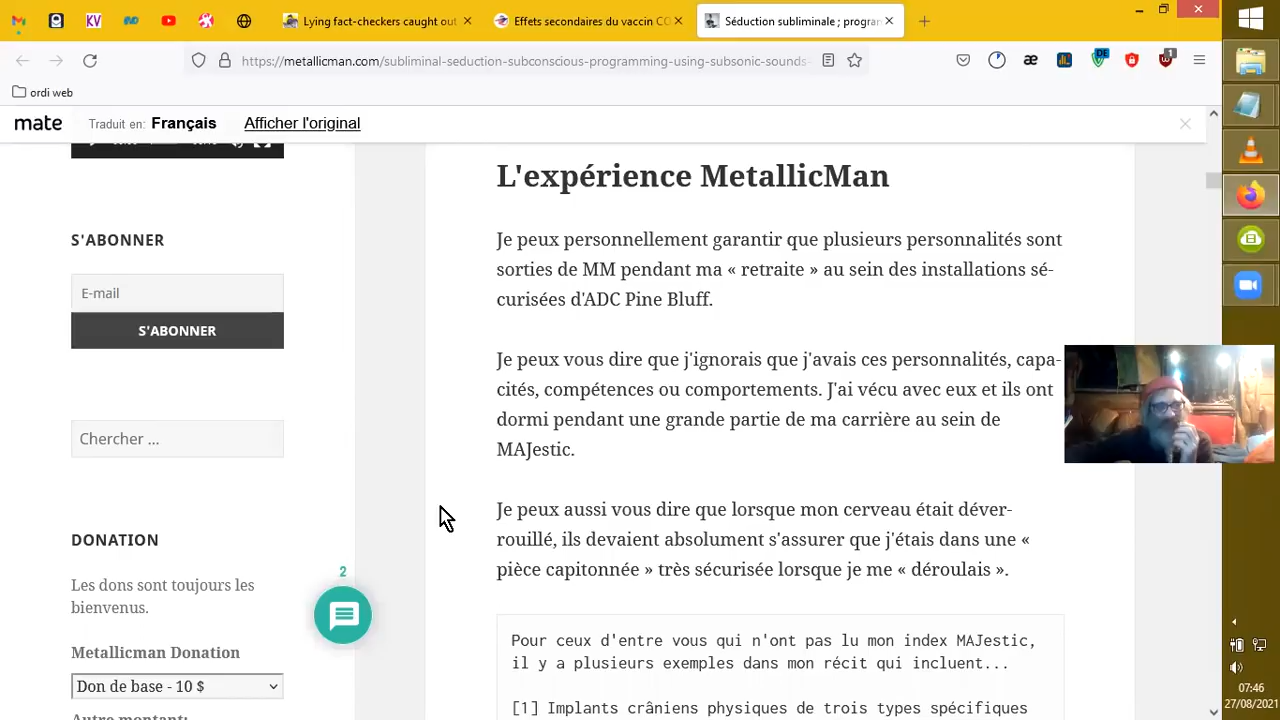 Lying fact-checkers caught out
Effets secondaires du vaccin CO
Séduction subliminale ; progran
https://metallicman.com/subliminal-seduction-subconscious-programming-using-subsonic-sounds-
ordi web
mate
Traduit en: Français
Afficher l'original
S'ABONNER
E-mail
S'ABONNER
Chercher ...
DONATION
Les dons sont toujours les
bienvenus.
Metallicman Donation
Don de base - 10 $
Autre montant:
2
L'expérience MetallicMan
Je peux personnellement garantir que plusieurs personnalités sont
sorties de MM pendant ma « retraite » au sein des installations sé-
curisées d'ADC Pine Bluff.
Je peux vous dire que j'ignorais que j'avais ces personnalités, capa-
cités, compétences ou comportements. J'ai vécu avec eux et ils ont
dormi pendant une grande partie de ma carrière au sein de
MAJestic.
Je peux aussi vous dire que lorsque mon cerveau était déver-
rouillé, ils devaient absolument s'assurer que j'étais dans une «
pièce capitonnée » très sécurisée lorsque je me « déroulais ».
Pour ceux d'entre vous qui n'ont pas lu mon index MAJestic,
il y a plusieurs exemples dans mon récit qui incluent...
[1] Implants crâniens physiques de trois types spécifiques
KV
æ
DE
1
07:46
27/08/2021